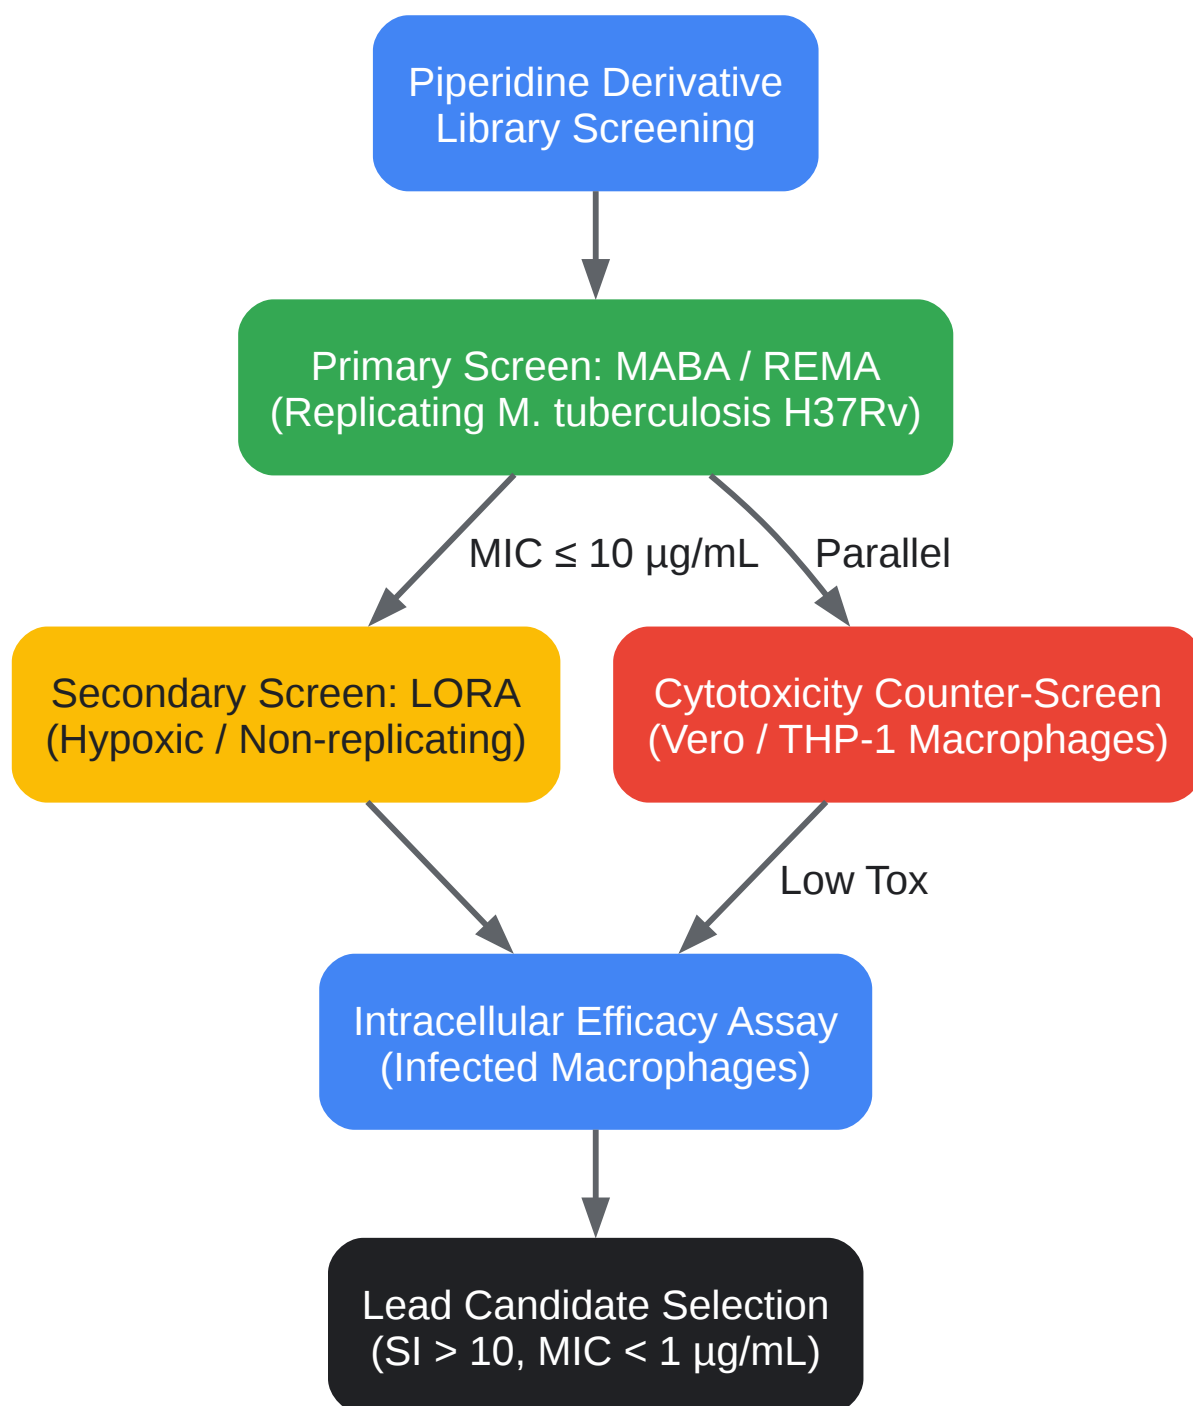 Piperidine Derivative
Library Screening
Primary Screen: MABA / REMA
(Replicating M. tuberculosis H37Rv)
MIC ≤ 10 µg/mL
Parallel
Secondary Screen: LORA
(Hypoxic / Non-replicating)
Cytotoxicity Counter-Screen
(Vero / THP-1 Macrophages)
Low Tox
Intracellular Efficacy Assay
(Infected Macrophages)
Lead Candidate Selection
(SI > 10, MIC < 1 µg/mL)